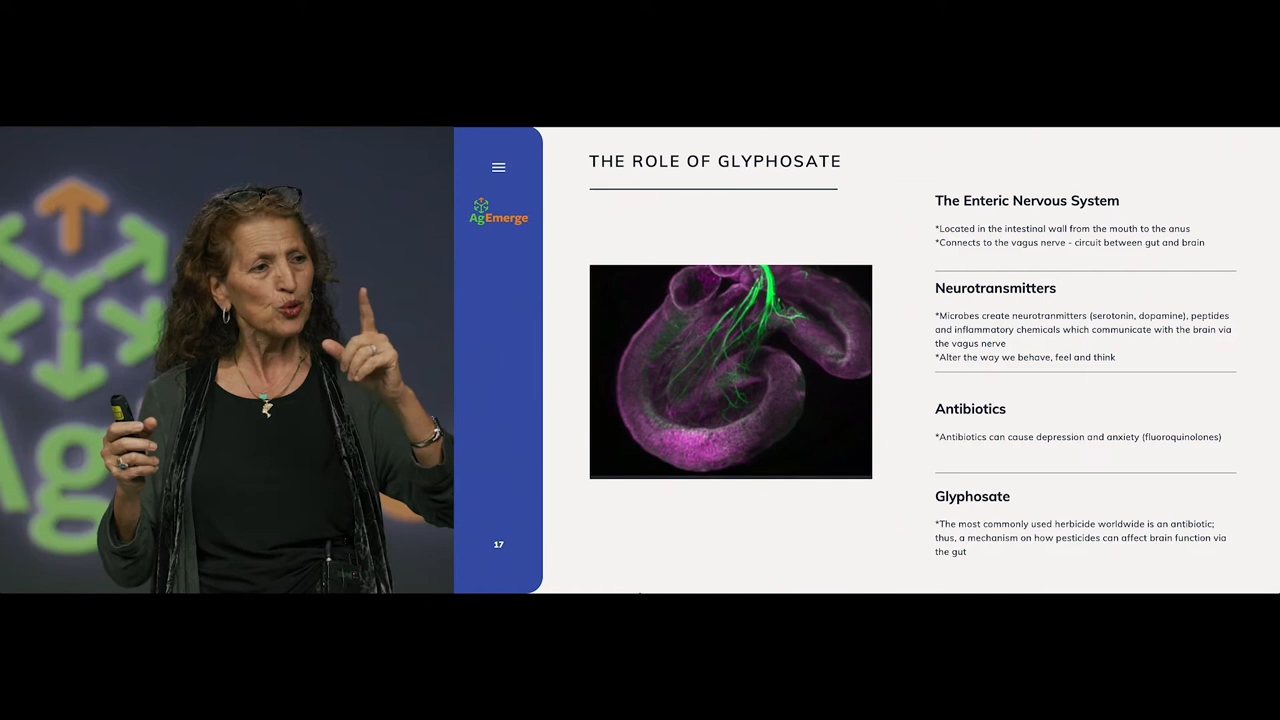 Ag
AgEmerge
17
THE ROLE OF GLYPHOSATE
The Enteric Nervous System
*Located in the intestinal wall from the mouth to the anus
*Connects to the vagus nerve - circuit between gut and brain
Neurotransmitters
*Microbes create neurotranmitters (serotonin, dopamine), peptides
and inflammatory chemicals which communicate with the brain via
the vagus nerve
*Alter the way we behave, feel and think
Antibiotics
*Antibiotics can cause depression and anxiety (fluoroquinolones)
Glyphosate
*The most commonly used herbicide worldwide is an antibiotic;
thus, a mechanism on how pesticides can affect brain function via
the gut